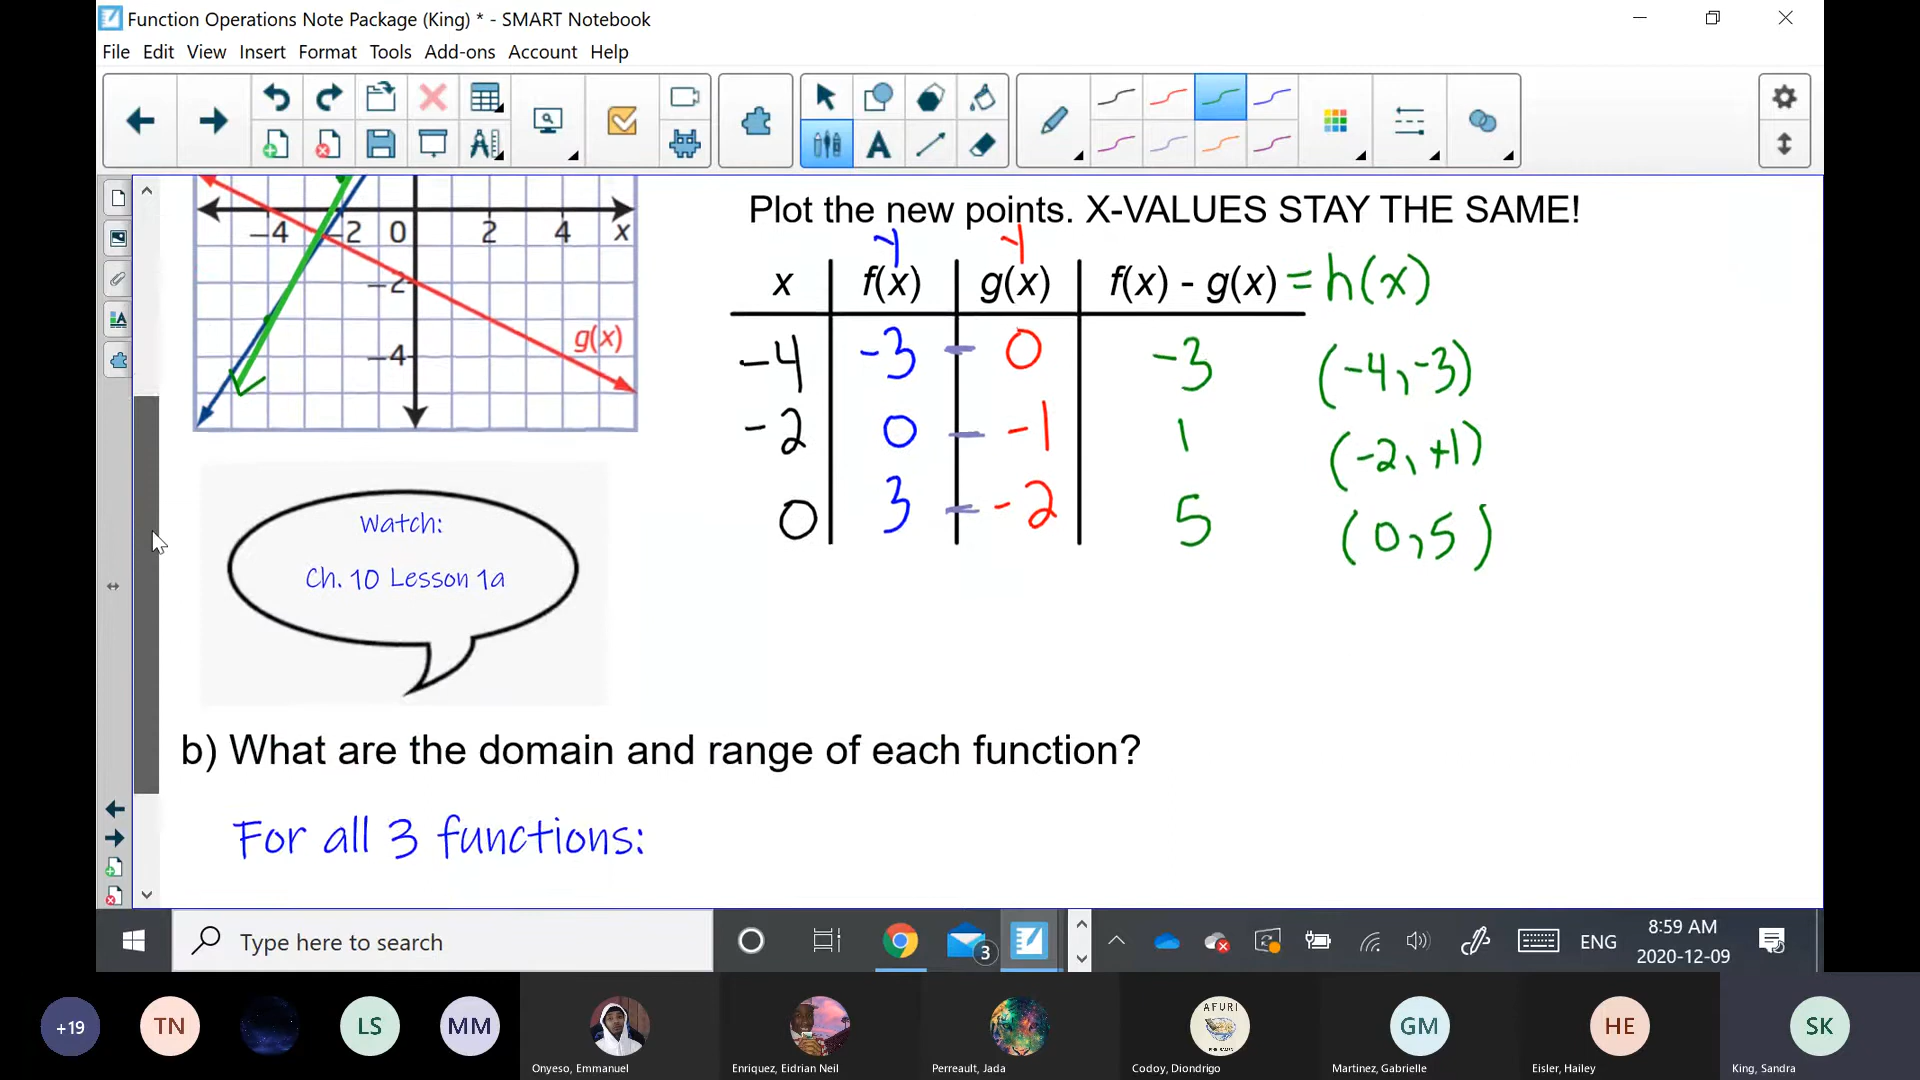 Function Operations Note Package (King) * - SMART Notebook
File Edit View Insert Format Tools Add-ons Account Help
Plot the new points. X-VALUES STAY THE SAME!
-4 -2 0 2 4 x
-2
-4
g(x)
y y
x f(x) g(x) f(x) - g(x) = h(x)
-4 -3 - 0 -3 (-4, -3)
-2 0 - -1 1 (-2, +1)
0 3 - -2 5 (0, 5)
Watch:
Ch. 10 Lesson 1a
b) What are the domain and range of each function?
For all 3 functions:
Type here to search
3
ENG
8:59 AM
2020-12-09
+19 TN LS MM AFURI GM HE SK
Onyeso, Emmanuel Enriquez, Eidrian Neil Perreault, Jada Codoy, Diondrigo Martinez, Gabrielle Eisler, Hailey King, Sandra